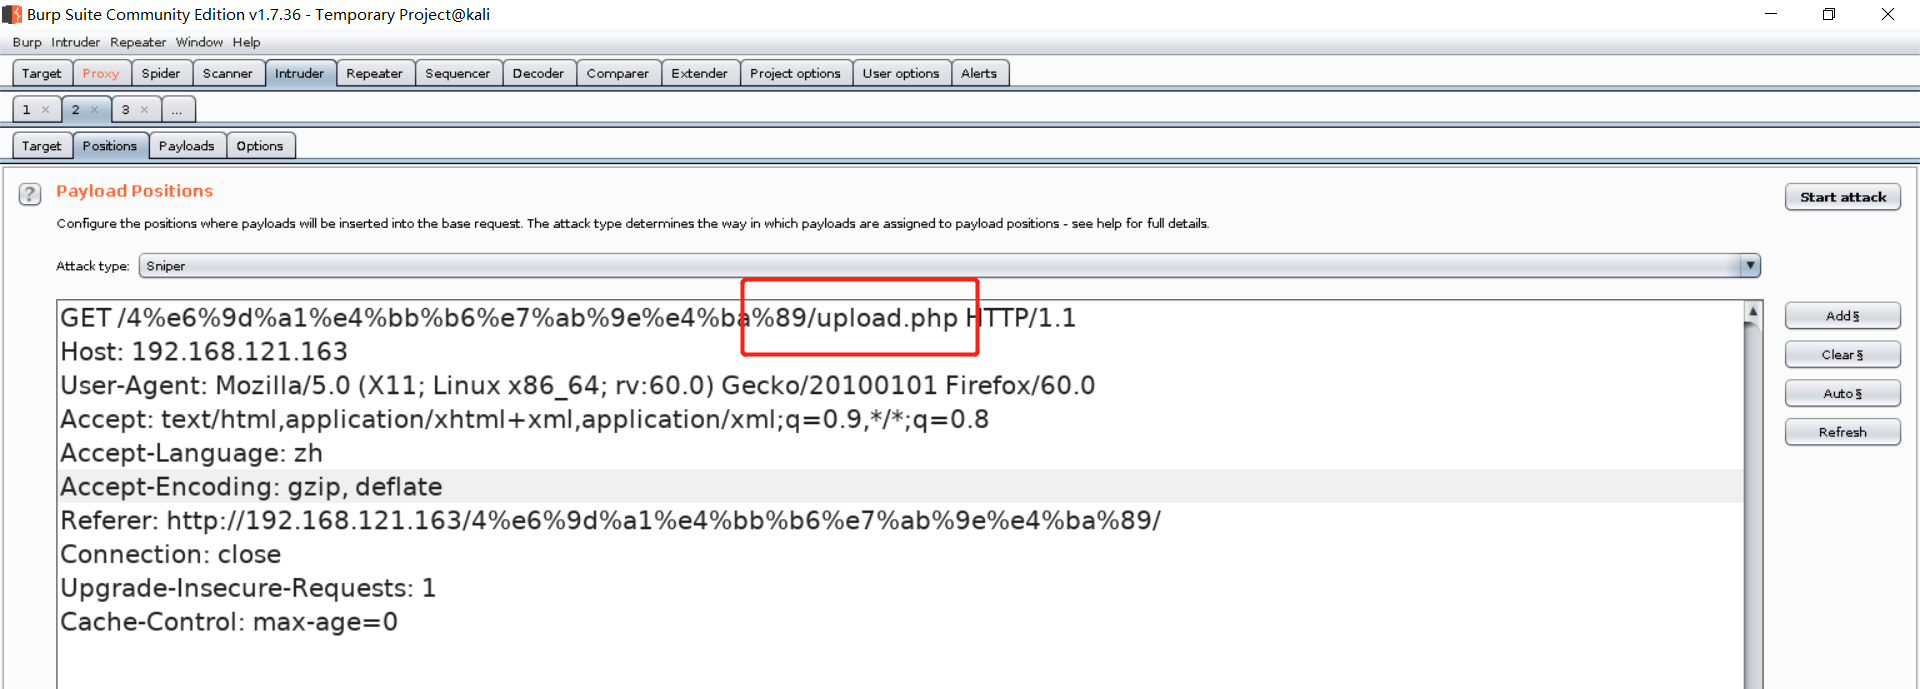 Burp Suite Community Edition v1.7.36 - Temporary Project@kali
Burp Intruder Repeater Window Help
Target Proxy Spider Scanner Intruder Repeater Sequencer Decoder Comparer Extender Project options User options Alerts
1 × 2 × 3 × ...
Target Positions Payloads Options
? Payload Positions
Start attack
Configure the positions where payloads will be inserted into the base request. The attack type determines the way in which payloads are assigned to payload positions - see help for full details.
Attack type: Sniper
GET /4%e6%9d%a1%e4%bb%b6%e7%ab%9e%e4%ba%89/upload.php HTTP/1.1
Host: 192.168.121.163
User-Agent: Mozilla/5.0 (X11; Linux x86_64; rv:60.0) Gecko/20100101 Firefox/60.0
Accept: text/html,application/xhtml+xml,application/xml;q=0.9,*/*;q=0.8
Accept-Language: zh
Accept-Encoding: gzip, deflate
Referer: http://192.168.121.163/4%e6%9d%a1%e4%bb%b6%e7%ab%9e%e4%ba%89/
Connection: close
Upgrade-Insecure-Requests: 1
Cache-Control: max-age=0
Add §
Clear §
Auto §
Refresh